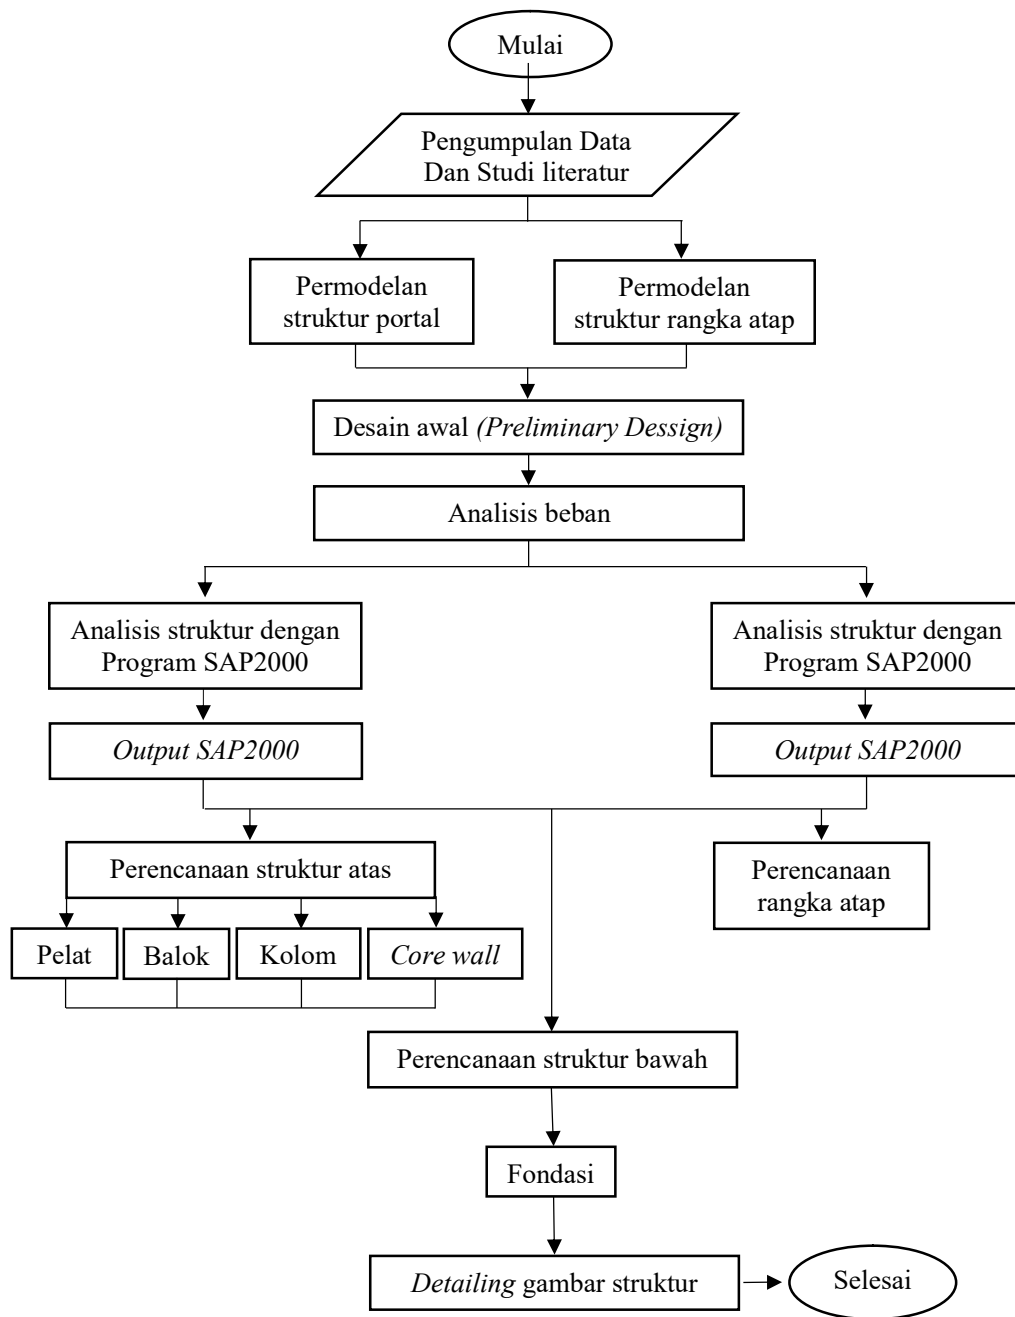 Mulai
Pengumpulan Data
Dan Studi literatur
Permodelan
struktur portal
Permodelan
struktur rangka atap
Desain awal (Preliminary Dessign)
Analisis beban
Analisis struktur dengan
Program SAP2000
Analisis struktur dengan
Program SAP2000
Output SAP2000
Output SAP2000
Perencanaan struktur atas
Perencanaan
rangka atap
Pelat
Balok
Kolom
Core wall
Perencanaan struktur bawah
Fondasi
Detailing gambar struktur
Selesai